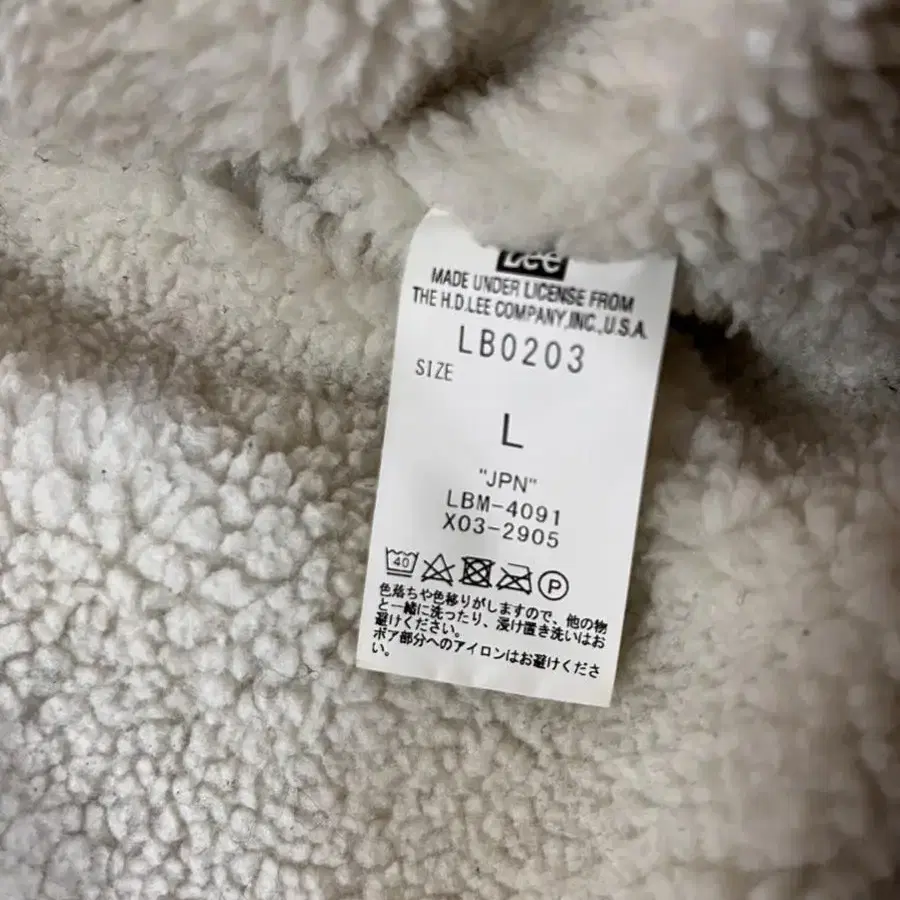 Lee
MADE UNDER LICENSE FROM
THE H.D.LEE COMPANY,INC.,U.S.A.
LB0203
SIZE
L
"JPN"
LBM-4091
X03-2905
40
P
色落ちや色移りがしますので、他の物
と一緒に洗ったり、浸け置き洗いはお
避けください。
ボア部分へのアイロンはお避けくださ
い。